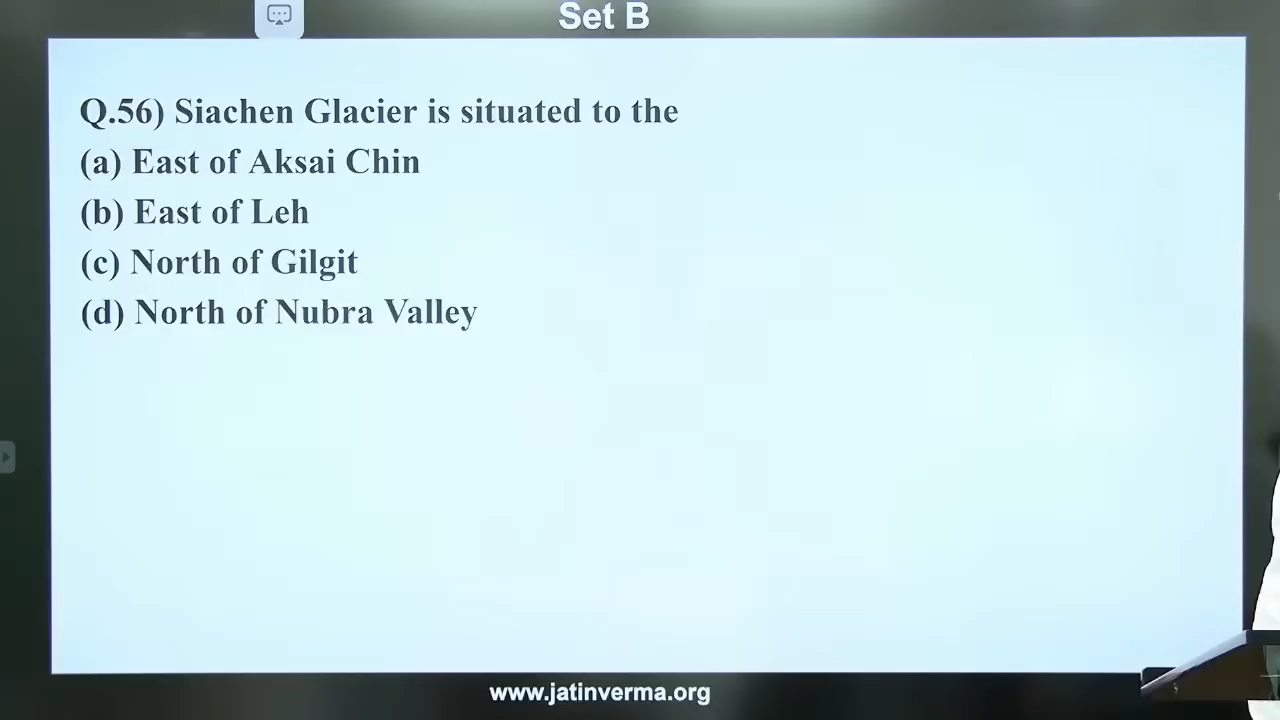 Set B
Q.56) Siachen Glacier is situated to the
(a) East of Aksai Chin
(b) East of Leh
(c) North of Gilgit
(d) North of Nubra Valley
www.jatinverma.org